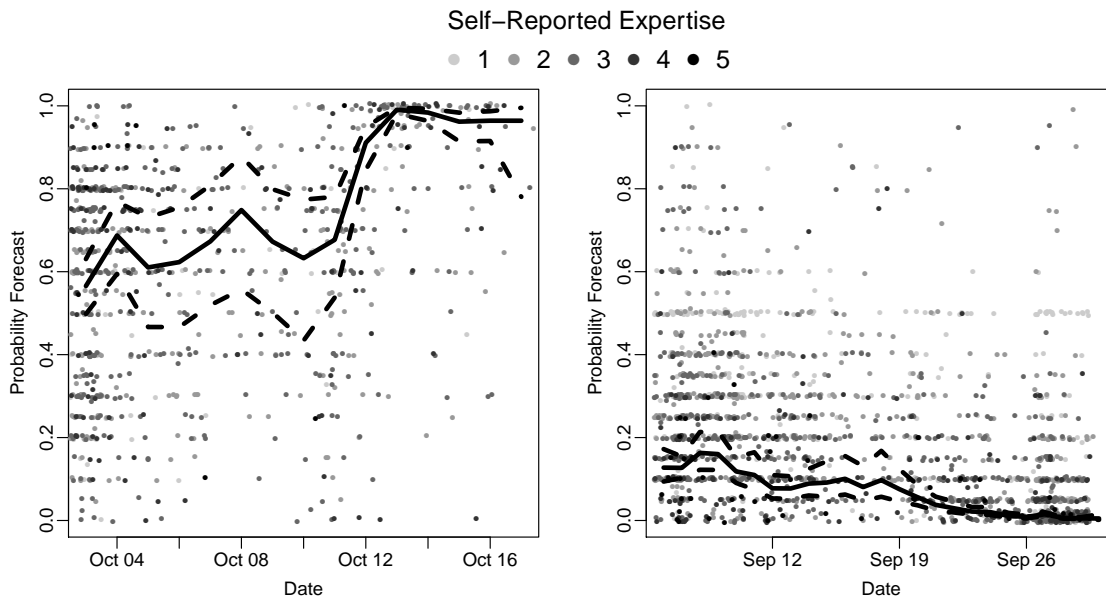 Self−Reported Expertise
1 2 3 4 5
Probability Forecast
0.0 0.2 0.4 0.6 0.8 1.0
Oct 04 Oct 08 Oct 12 Oct 16
Date
Probability Forecast
0.0 0.2 0.4 0.6 0.8 1.0
Sep 12 Sep 19 Sep 26
Date